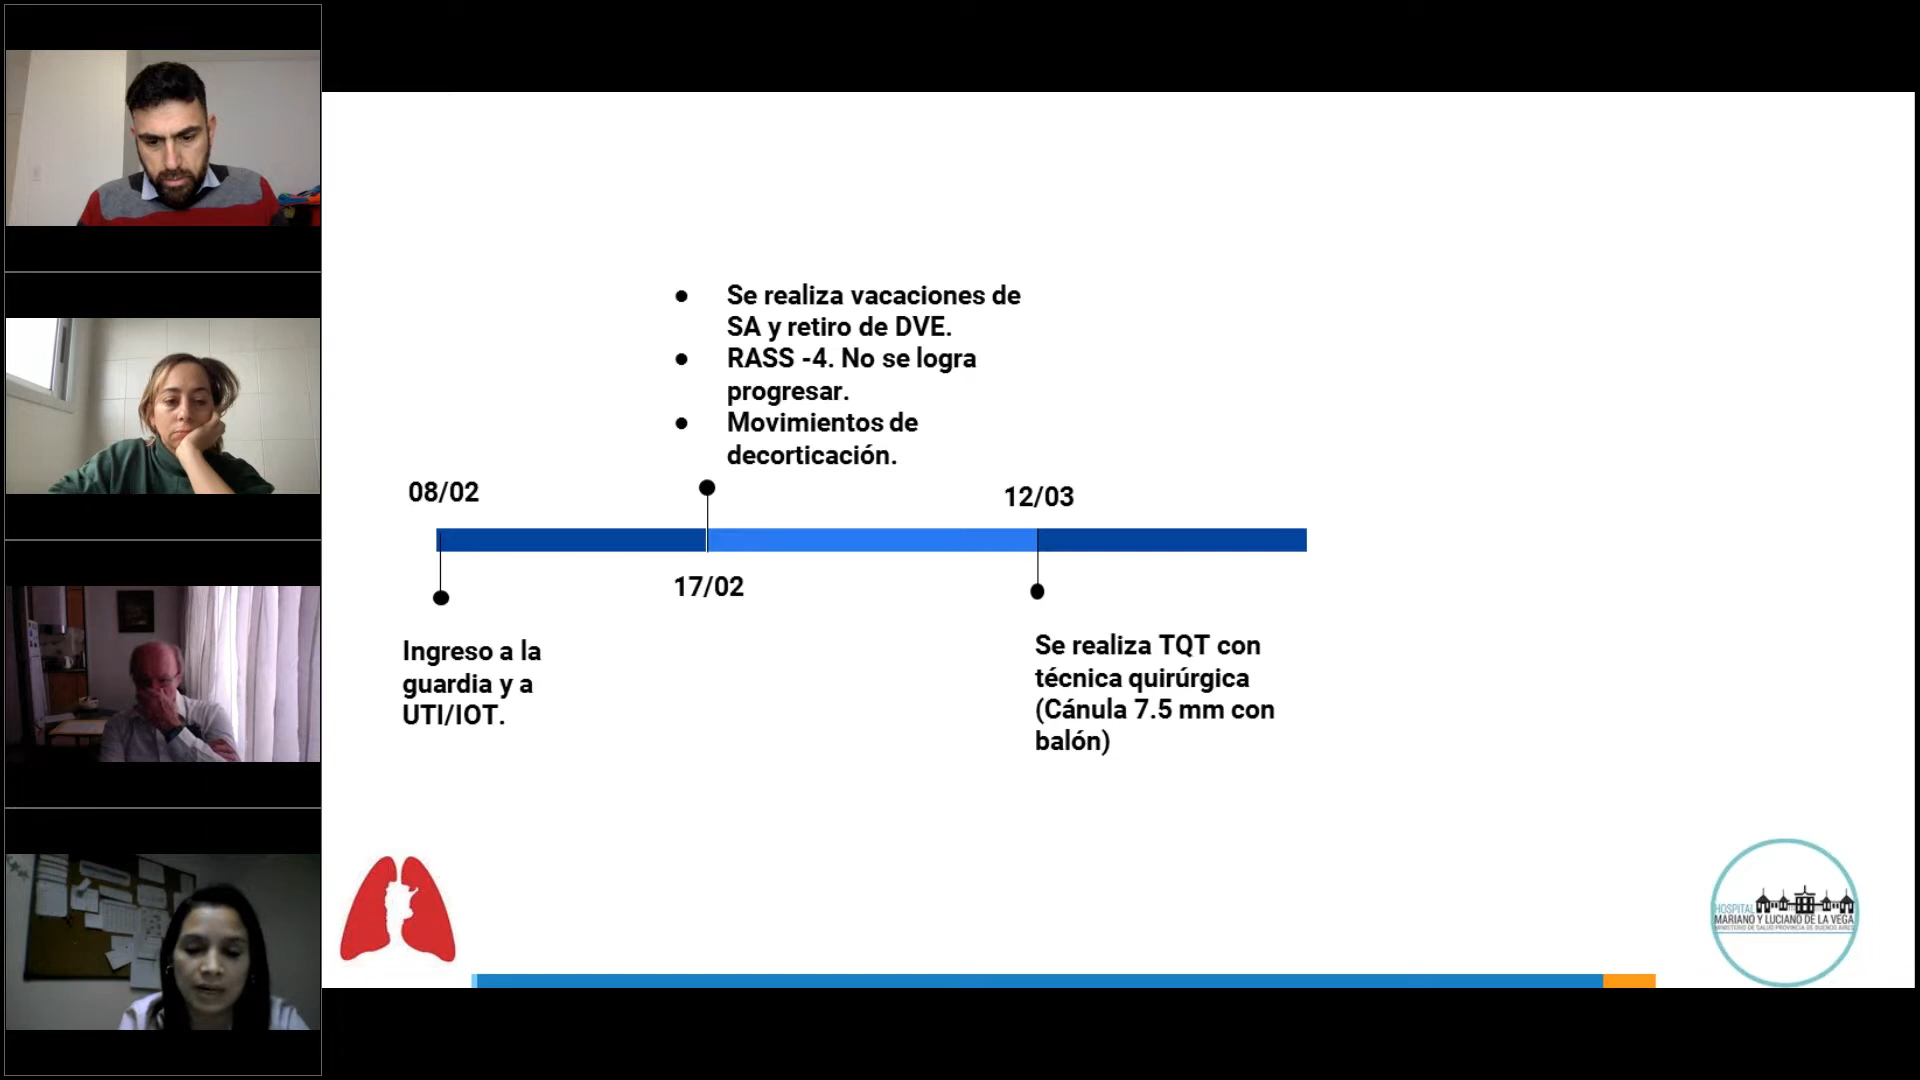 ● Se realiza vacaciones de
SA y retiro de DVE.
● RASS -4. No se logra
progresar.
● Movimientos de
decorticación.
08/02
12/03
17/02
Ingreso a la
guardia y a
UTI/IOT.
Se realiza TQT con
técnica quirúrgica
(Cánula 7.5 mm con
balón)
HOSPITAL
MARIANO Y LUCIANO DE LA VEGA
MINISTERIO DE SALUD PROVINCIA DE BUENOS AIRES